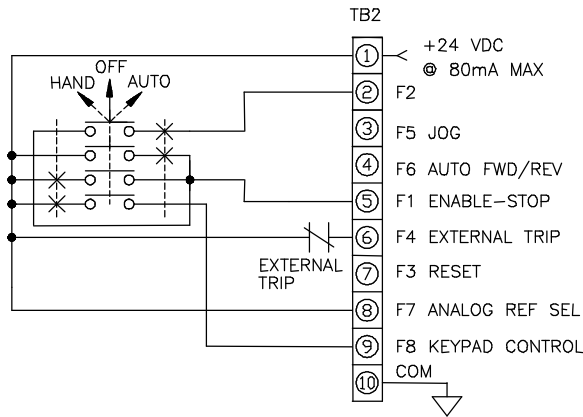 TB2
OFF
HAND AUTO
1 +24 VDC
@ 80mA MAX
2 F2
3 F5 JOG
4 F6 AUTO FWD/REV
5 F1 ENABLE-STOP
6 F4 EXTERNAL TRIP
EXTERNAL
TRIP
7 F3 RESET
8 F7 ANALOG REF SEL
9 F8 KEYPAD CONTROL
10 COM